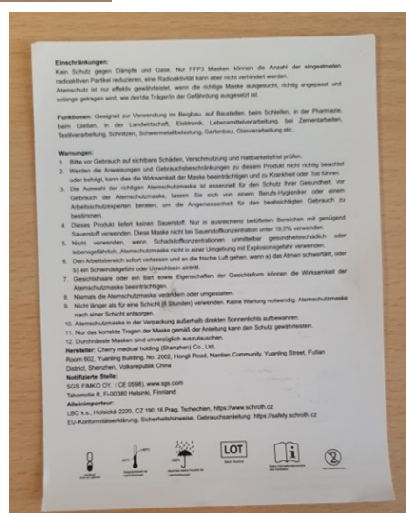 Einschränkungen:
Kein Schutz gegen Dämpfe und Gase. Nur FFP3 Masken können die Anzahl der eingeatmeten
radioaktiven Partikel reduzieren, eine Radioaktivität kann aber nicht verhindert werden.
Atemschutz ist nur effektiv gewährleistet, wenn die richtige Maske ausgesucht, richtig angepasst und
solange getragen wird, wie der/die Träger/in der Gefährdung ausgesetzt ist.
Funktionen: Geeignet zur Verwendung im Bergbau, auf Baustellen, beim Schleifen, in der Pharmazie,
beim Gießen, in der Landwirtschaft, Elektronik, Lebensmittelverarbeitung, bei Zementarbeiten,
Textilverarbeitung, Schnitzen, Schwermetallbelastung, Gartenbau, Glasverarbeitung etc.
Warnungen:
1. Bitte vor Gebrauch auf sichtbare Schäden, Verschmutzung und Haltbarkeitsfrist prüfen.
2. Werden die Anweisungen und Gebrauchsbeschränkungen zu diesem Produkt nicht richtig beachtet
oder befolgt, kann dies die Wirksamkeit der Maske beeinträchtigen und zu Krankheit oder Tod führen.
3. Die Auswahl der richtigen Atemschutzmaske ist essenziell für den Schutz Ihrer Gesundheit. Vor
Gebrauch der Atemschutzmaske, lassen Sie sich von einem Berufs-Hygieniker oder einem
Arbeitsschutzexperten beraten, um die Angemessenheit für den beabsichtigten Gebrauch zu
bestimmen.
4. Dieses Produkt liefert keinen Sauerstoff. Nur in ausreichend belüfteten Bereichen mit genügend
Sauerstoff verwenden. Diese Maske nicht bei Sauerstoffkonzentrationen unter 19,5% verwenden.
5. Nicht verwenden, wenn Schadstoffkonzentrationen unmittelbar gesundheitsschädlich oder
lebensgefährlich. Atemschutzmaske nicht in einer Umgebung mit Explosionsgefahr verwenden.
6. Den Arbeitsbereich sofort verlassen und an die frische Luft gehen, wenn a) das Atmen schwerfällt, oder
b) ein Schwindelgefühl oder Unwohlsein eintritt.
7. Gesichtshaare oder ein Bart sowie Eigenschaften der Gesichtsform können die Wirksamkeit der
Atemschutzmaske beeinträchtigen.
8. Niemals die Atemschutzmaske verändern oder umgestalten.
9. Nicht länger als für eine Schicht (8 Stunden) verwenden. Keine Wartung notwendig. Atemschutzmaske
nach einer Schicht entsorgen.
10. Atemschutzmaske in der Verpackung außerhalb direkten Sonnenlichts aufbewahren.
11. Nur das korrekte Tragen der Maske gemäß der Anleitung kann den Schutz gewährleisten.
12. Durchnässte Masken sind unverzüglich auszutauschen.
Hersteller: Cherry medical holding (Shenzhen) Co., Ltd.
Room 602, Yuanling Building, No. 2002, Hongli Road, Nantian Community, Yuanling Street, Futian
District, Shenzhen, Volksrepublik China
Notifizierte Stelle:
SGS FIMKO OY, (CE 0598), www.sgs.com
Takomotie 8, FI-00380 Helsinki, Finnland
Alleinimporteur:
LBC s.r.o., Holečka 2220, CZ 190 16 Prag, Tschechien, https://www.schroth.cz
EU-Konformitätserklärung, Sicherheitshinweise, Gebrauchsanleitung: https://safety.schroth.cz
LOT